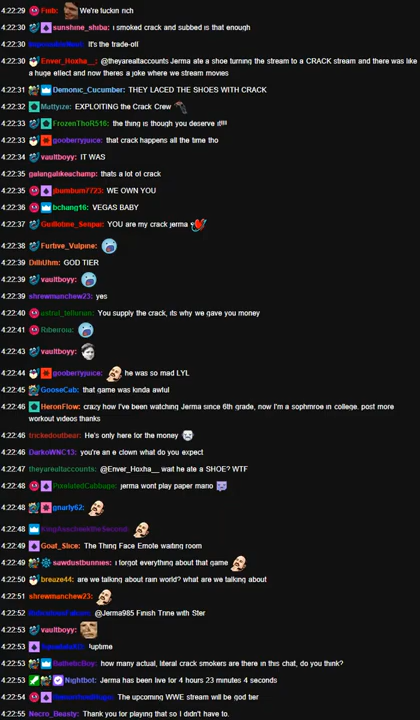 4:22:29 Fnib: We're luckin rich
4:22:30 sunshine_shiba: I smoked crack and subbed is that enough
4:22:30 It's the trade-off
4:22:30 Enver_Hoxha__: @theyarealtaccounts Jerma ate a shoe turning the stream to a CRACK stream and there was like
a huge effect and now theres a joke where we stream movies
4:22:31 Demonic_Cucumber: THEY LACED THE SHOES WITH CRACK
4:22:32 Muttyize: EXPLOITING the Crack Crew
4:22:33 FrozenThoR516: the thing is though you deserve it!!!!
4:22:33 gooberryjuice: that crack happens all the time tho
4:22:34 vaultboyy: IT WAS
4:22:35 galangalikeuchamp: thats a lot of crack
4:22:35 jbumbum7723: WE OWN YOU
4:22:36 bchang16: VEGAS BABY
4:22:37 Guillotine_Senpai: YOU are my crack jerma
4:22:38 Furtive_Vulpine:
4:22:39 DilliUhm: GOD TIER
4:22:39 vaultboyy:
4:22:39 shrewmanchew23: yes
4:22:40 astral_tellurian: You supply the crack, its why we gave you money
4:22:41 Ribeiroiu:
4:22:43 vaultboyy:
4:22:44 gooberryjuice: he was so mad LYL
4:22:45 GooseCab: that game was kinda awful
4:22:46 HeronFlow: crazy how I've been watching Jerma since 6th grade, now I'm a sophmroe in college. post more
workout videos thanks
4:22:46 trickedoutbear: He's only here for the money
4:22:46 DarkoWNC13: you're an e clown what do you expect
4:22:47 theyarealtaccounts: @Enver_Hoxha__ wat he ate a SHOE? WTF
4:22:48 PixelatedCabbage: jerma wont play paper mario
4:22:48 gnarly62:
4:22:48
4:22:49 Goat_Slice: The Thing Face Emote waiting room
4:22:49 sawdustbunnies: I forgot everything about that game
4:22:50 breaze44: are we talking about rain world? what are we talking about
4:22:51 shrewmanchew23:
4:22:52 @Jerma985 Finish Trine with Ster
4:22:53 vaultboyy:
4:22:53 !uptime
4:22:53 BatheticBoy: how many actual, literal crack smokers are there in this chat, do you think?
4:22:53 Nightbot: Jerma has been live for 4 hours 23 minutes 4 seconds
4:22:54 The upcoming WWE stream will be god tier
4:22:55 Necro_Beasty: Thank you for playing that so I didn't have to.